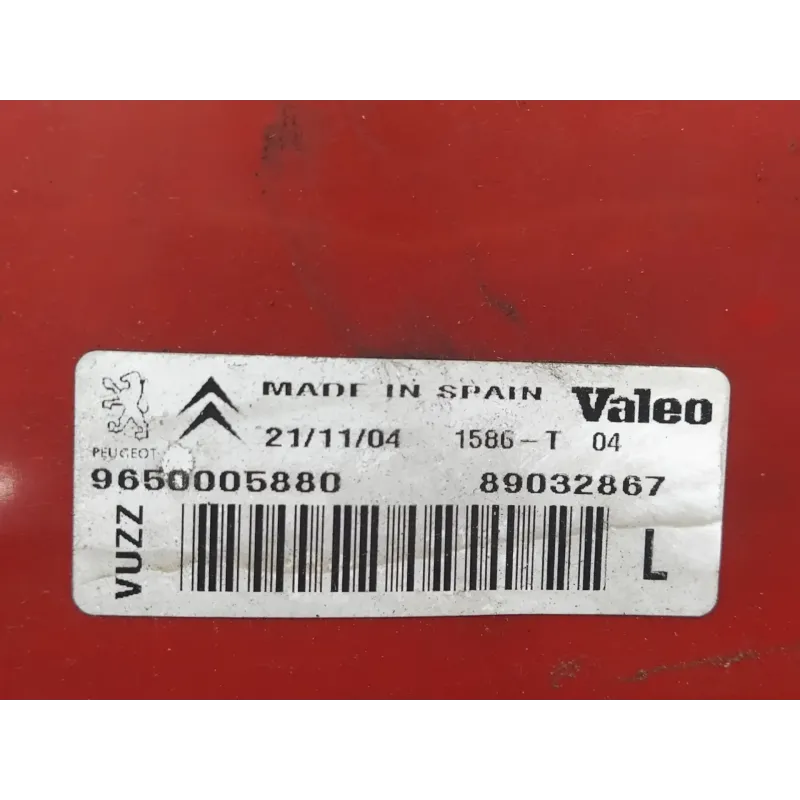 MADE IN SPAIN Valeo
21/11/04 1586-T 04
PEUGEOT
9650005880 89032867
VUZZ
L